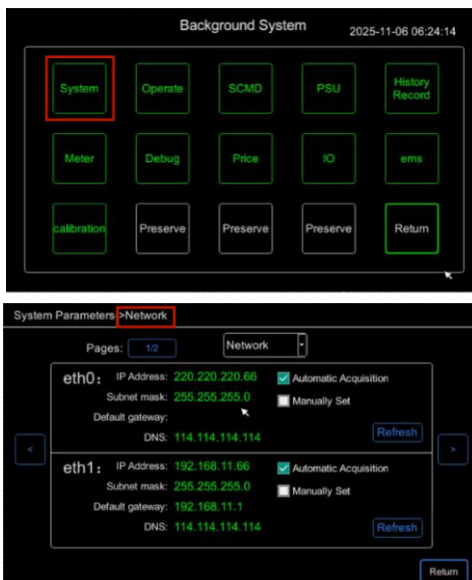 Background System
2025-11-06 06:24:14
System Operate SCMD PSU History Record
Meter Debug Price IO ems
calibration Preserve Preserve Preserve Return
System Parameters->Network
Pages: 1/2 Network
eth0: IP Address: 220.220.220.66 Automatic Acquisition
Subnet mask: 255.255.255.0 Manually Set
Default gateway:
DNS: 114.114.114.114 Refresh
< >
eth1: IP Address: 192.168.11.66 Automatic Acquisition
Subnet mask: 255.255.255.0 Manually Set
Default gateway: 192.168.11.1
DNS: 114.114.114.114 Refresh
Return